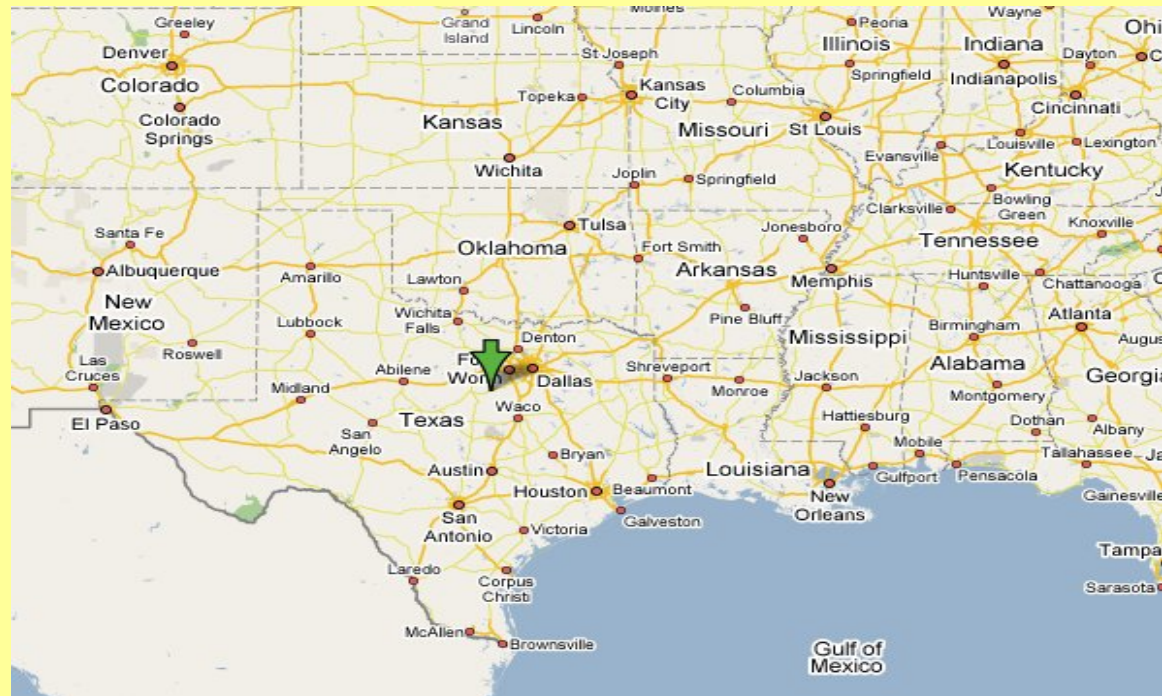 Moines
Wayne
Greeley
Grand
Island
Lincoln
Peoria
Illinois
Indiana
Denver
St Joseph
Dayton
Colorado
Kansas
City
Springfield
Indianapolis
Topeka
Columbia
Cincinnati
Colorado
Springs
Kansas
Missouri
St Louis
Louisville
Lexington
Evansville
Wichita
Joplin
Springfield
Kentucky
Bowling
Green
Clarksville
Knoxville
Santa Fe
Tulsa
Jonesboro
Tennessee
Oklahoma
Fort Smith
Albuquerque
Amarillo
Lawton
Arkansas
Memphis
Huntsville
Chattanooga
New
Mexico
Wichita
Falls
Pine Bluff
Lubbock
Mississippi
Birmingham
Atlanta
Denton
Roswell
Las
Cruces
Abilene
Dallas
Shreveport
Alabama
Georgia
Midland
Monroe
Jackson
Montgomery
El Paso
Texas
Waco
Hattiesburg
Dothan
Albany
San
Angelo
Mobile
Bryan
Tallahassee
Austin
Louisiana
Gulfport
Pensacola
Houston
Beaumont
New
Orleans
Gainesville
San
Antonio
Victoria
Galveston
Tampa
Laredo
Corpus
Christi
Sarasota
McAllen
Brownsville
Gulf of
Mexico